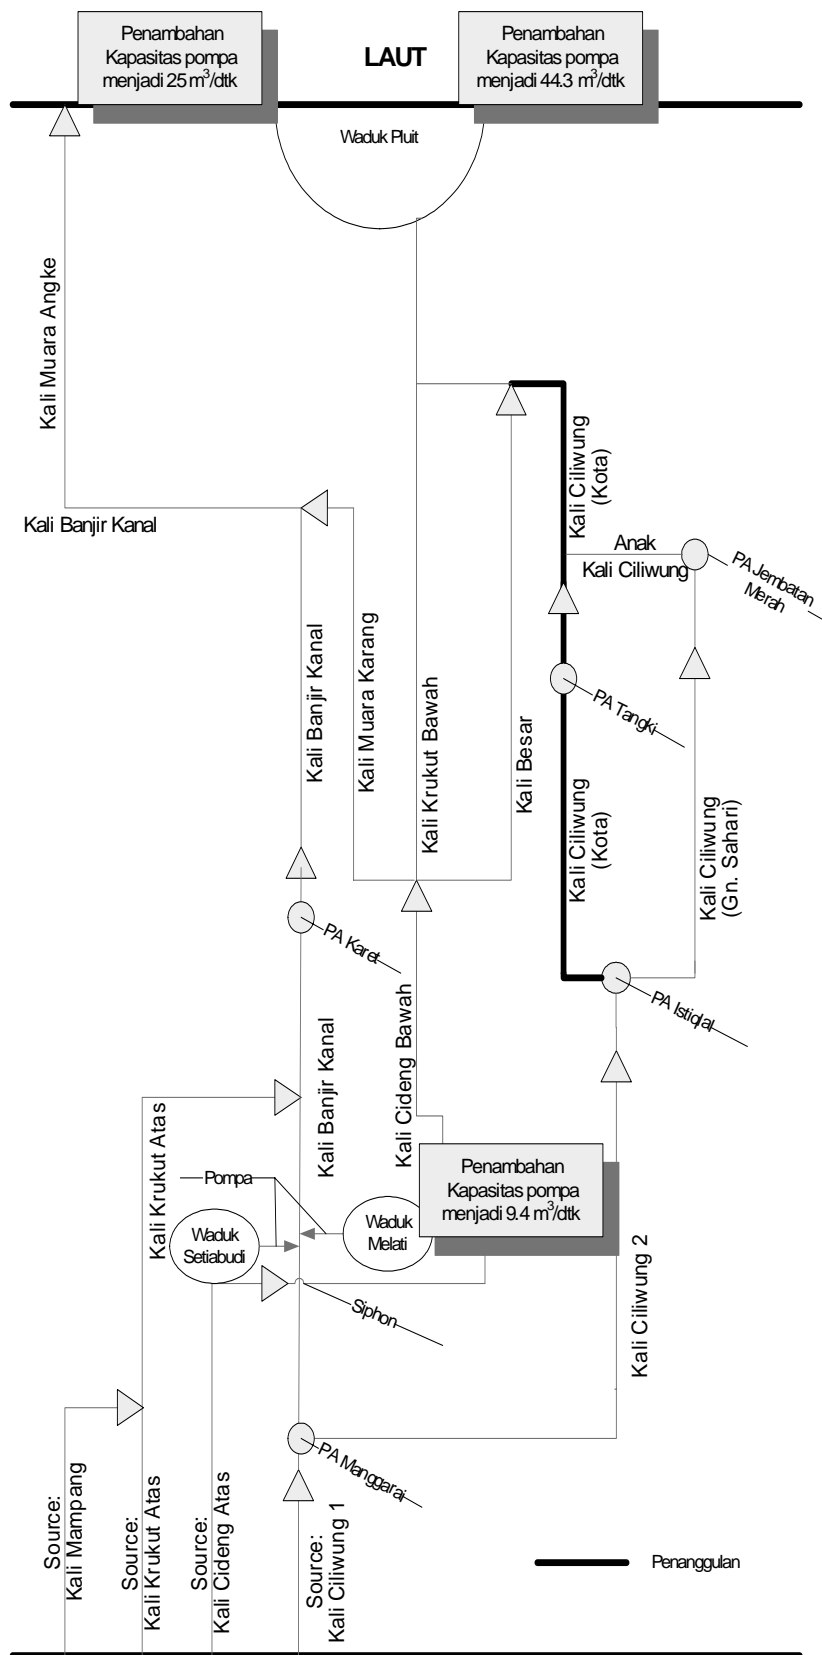 Penambahan
Kapasitas pompa
menjadi 25 m³/dtk
LAUT
Penambahan
Kapasitas pompa
menjadi 44.3 m³/dtk
Waduk Pluit
Kali Muara Angke
Kali Ciliwung
(Kota)
Kali Banjir Kanal
Anak
Kali Ciliwung
PA Jembatan
Merah
Kali Banjir Kanal
Kali Muara Karang
Kali Krukut Bawah
Kali Besar
PA Tangki
Kali Ciliwung
(Kota)
Kali Ciliwung
(Gn. Sahari)
PA Karet
PA Istiqlal
Kali Banjir Kanal
Kali Cideng Bawah
Kali Krukut Atas
Pompa
Penambahan
Kapasitas pompa
menjadi 9.4 m³/dtk
Waduk
Setiabudi
Waduk
Melati
Siphon
Kali Ciliwung 2
PA Manggarai
Source:
Kali Mampang
Source:
Kali Krukut Atas
Source:
Kali Cideng Atas
Source:
Kali Ciliwung 1
Penanggulan